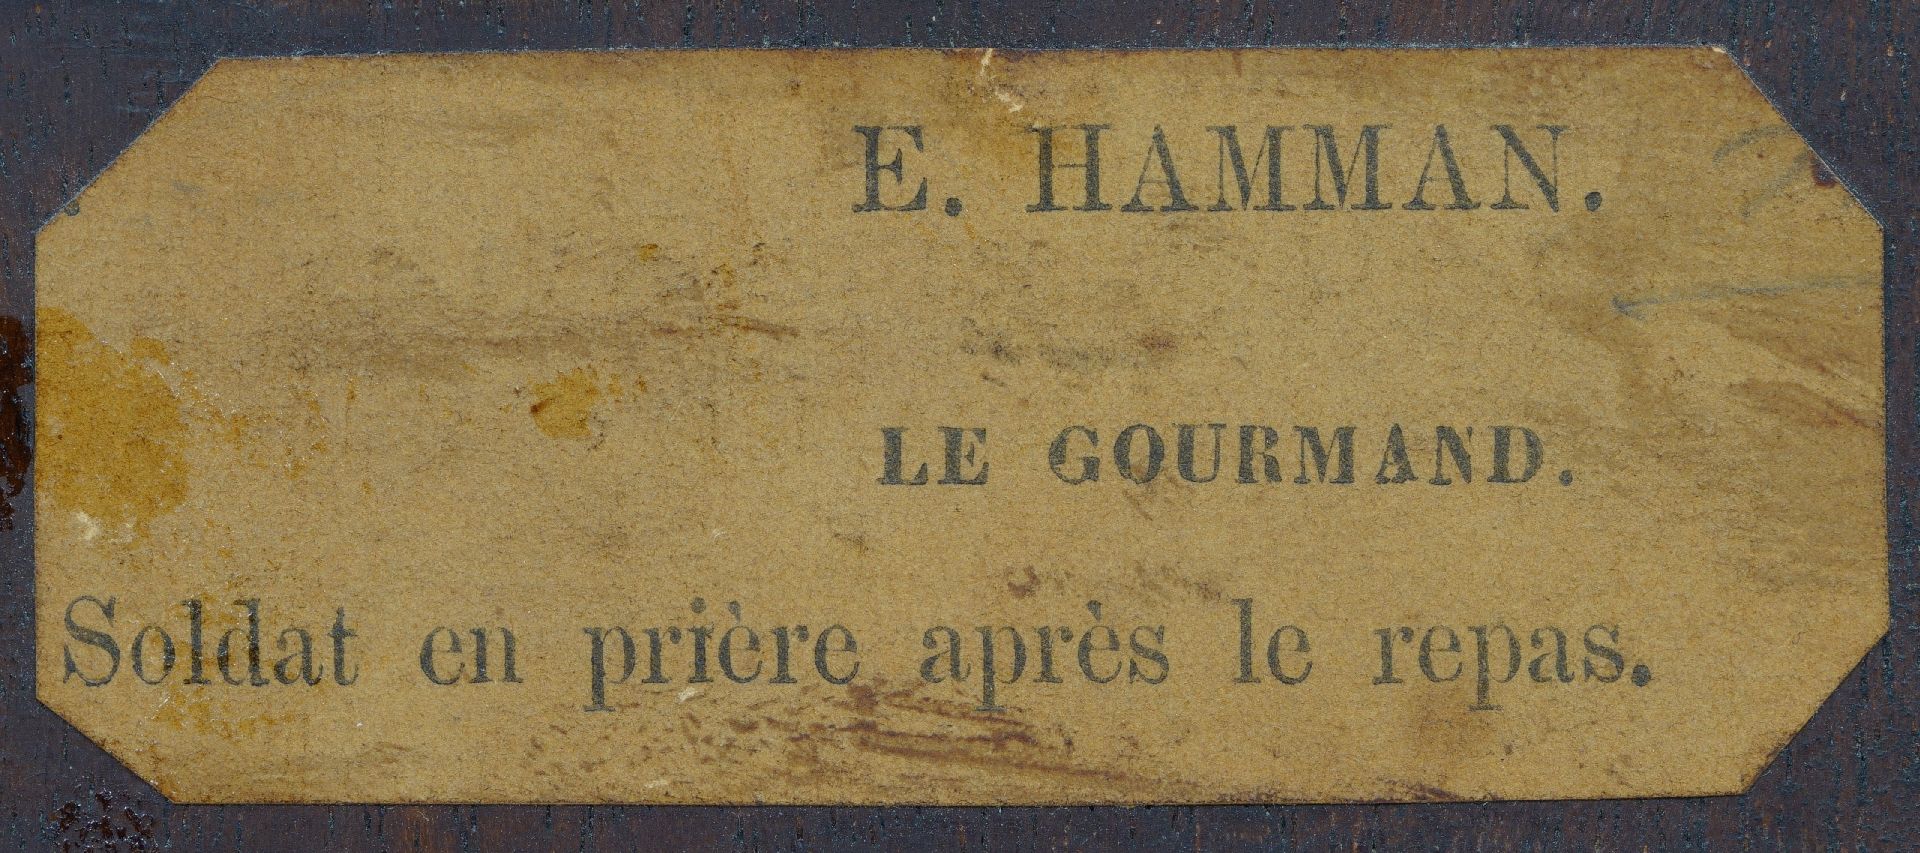 E. HAMMAN.
LE GOURMAND.
Soldat en prière après le repas.